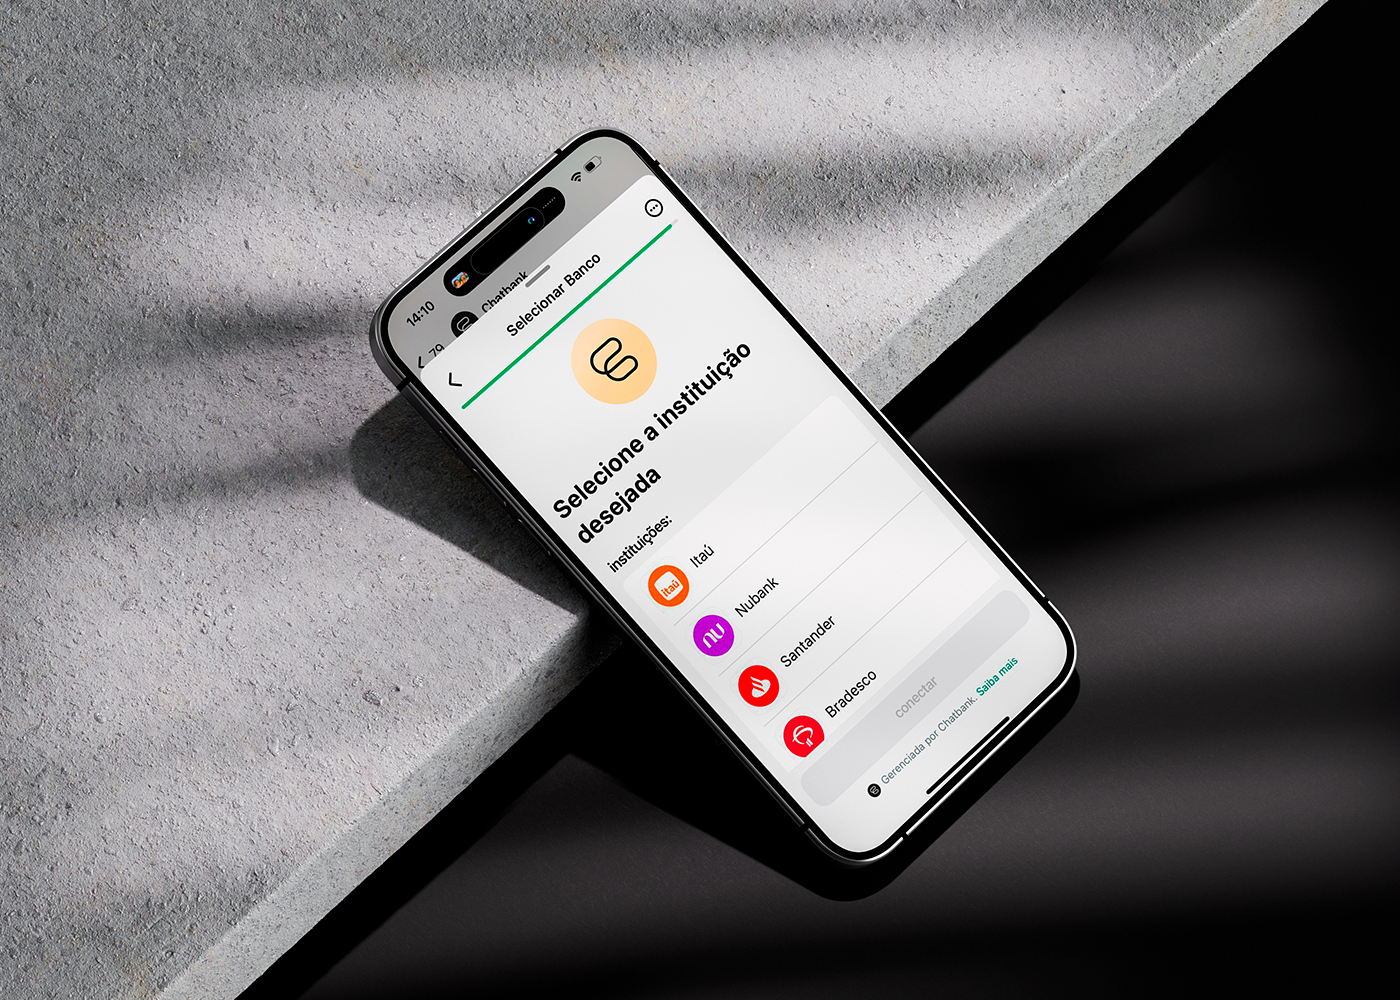 14:10
79
Chatbank
Selecionar Banco
Selecione a instituição
desejada
instituições:
itaú
Itaú
nu
Nubank
Santander
Bradesco
conectar
Gerenciada por Chatbank. Saiba mais